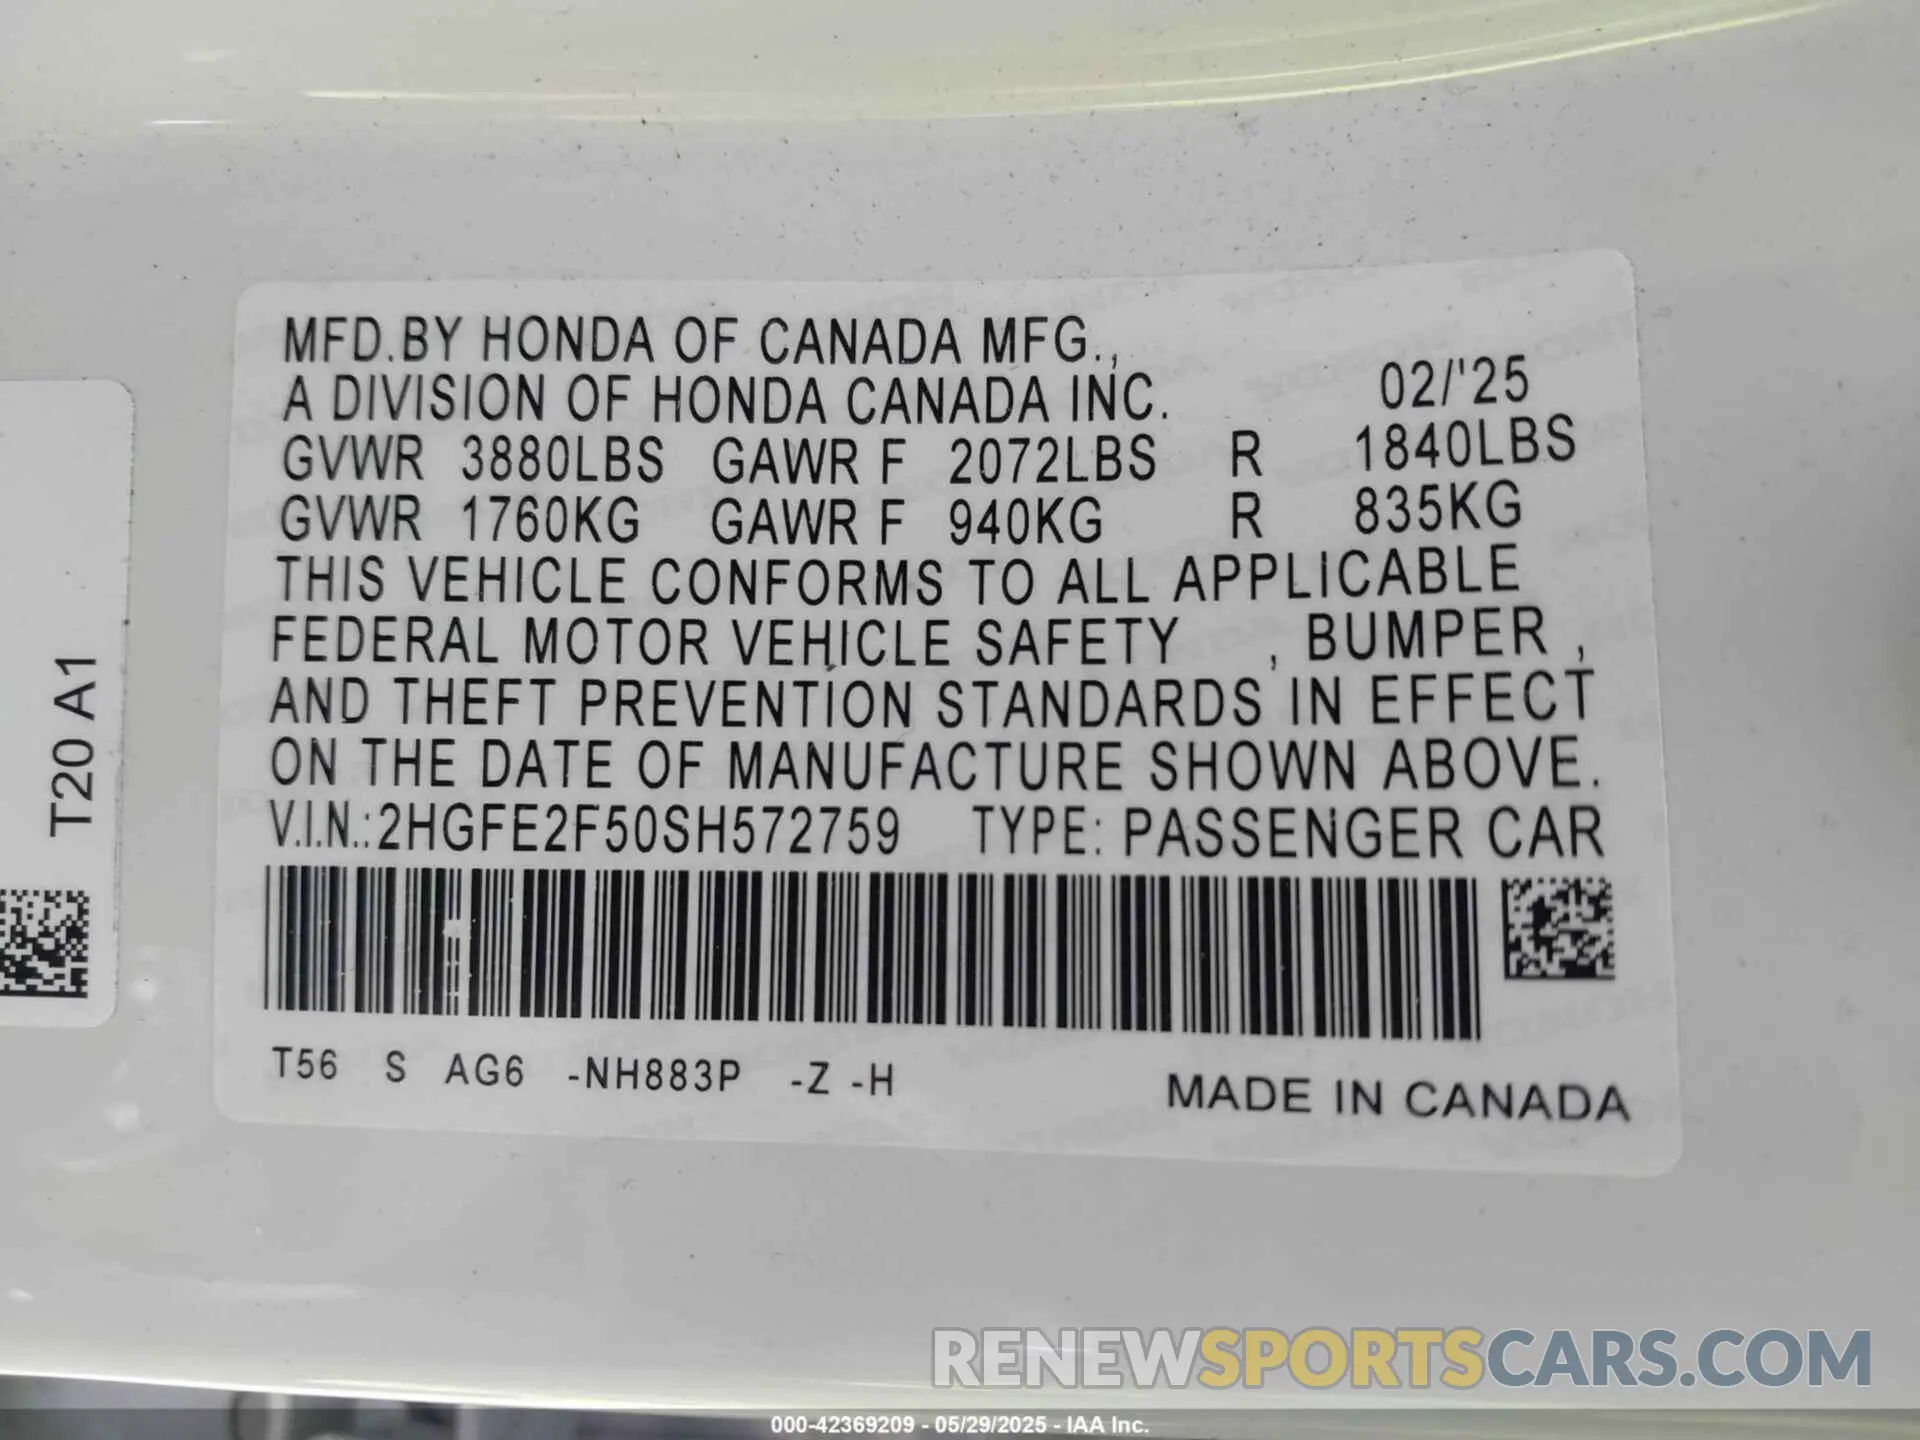 MFD.BY HONDA OF CANADA MFG.,
A DIVISION OF HONDA CANADA INC. 02/'25
GVWR 3880LBS GAWR F 2072LBS R 1840LBS
GVWR 1760KG GAWR F 940KG R 835KG
THIS VEHICLE CONFORMS TO ALL APPLICABLE
FEDERAL MOTOR VEHICLE SAFETY , BUMPER ,
AND THEFT PREVENTION STANDARDS IN EFFECT
ON THE DATE OF MANUFACTURE SHOWN ABOVE.
V.I.N.:2HGFE2F50SH572759 TYPE: PASSENGER CAR
T56 S AG6 -NH883P -Z -H
MADE IN CANADA
T20 A1
RENEWSPORTSCARS.COM
000-42369209 - 05/29/2025 - IAA Inc.